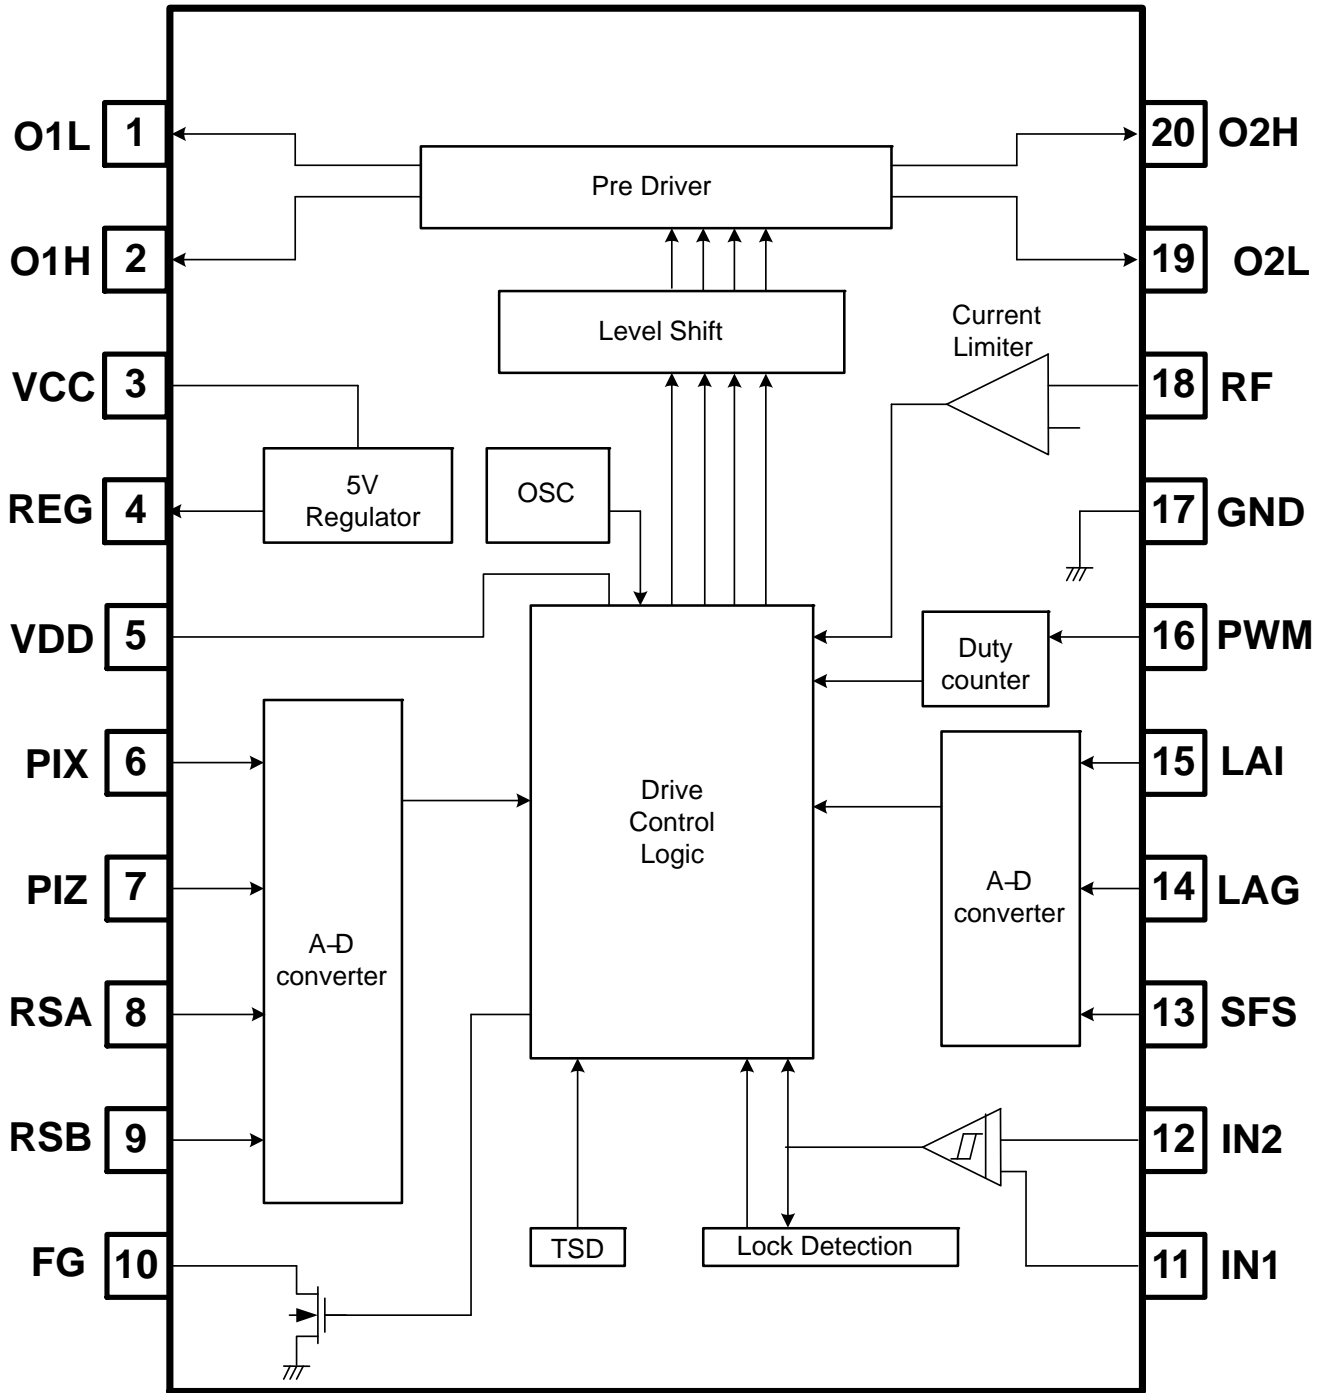 O1L 1
O1H 2
VCC 3
REG 4
VDD 5
PIX 6
PIZ 7
RSA 8
RSB 9
FG 10
Pre Driver
Level Shift
Current
Limiter
5V
Regulator
OSC
Duty
counter
Drive
Control
Logic
A–D
converter
A–D
converter
TSD
Lock Detection
20 O2H
19 O2L
18 RF
17 GND
16 PWM
15 LAI
14 LAG
13 SFS
12 IN2
11 IN1